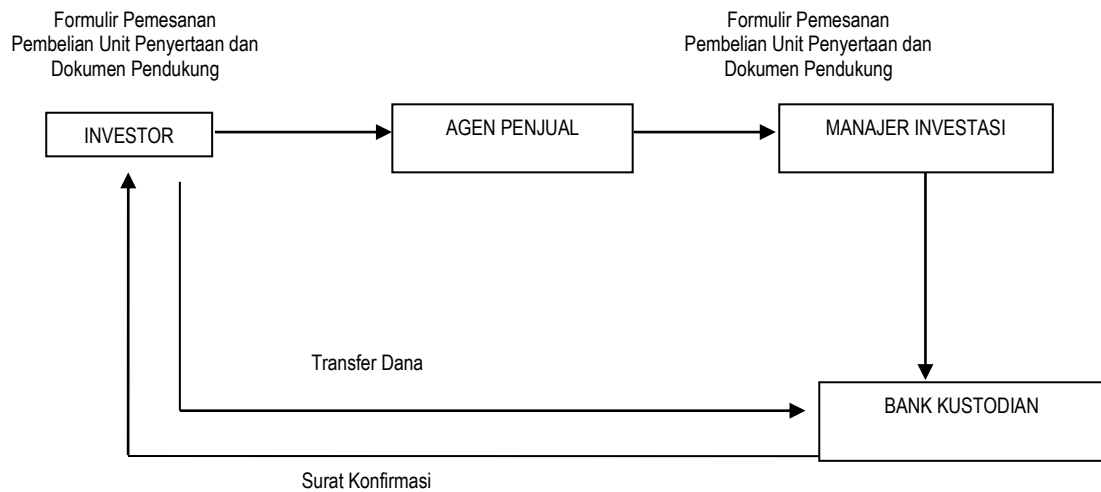 Formulir Pemesanan
Pembelian Unit Penyertaan dan
Dokumen Pendukung
Formulir Pemesanan
Pembelian Unit Penyertaan dan
Dokumen Pendukung
INVESTOR
AGEN PENJUAL
MANAJER INVESTASI
Transfer Dana
BANK KUSTODIAN
Surat Konfirmasi